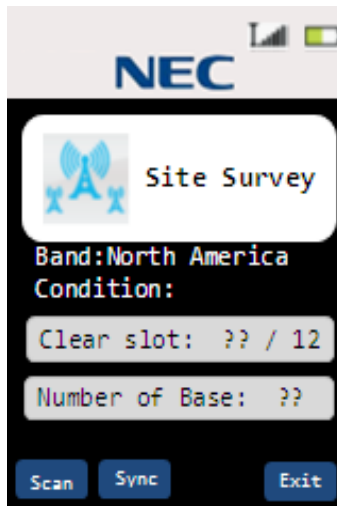 NEC
Site Survey
Band:North America
Condition:
Clear slot: ?? / 12
Number of Base: ??
Scan Sync Exit